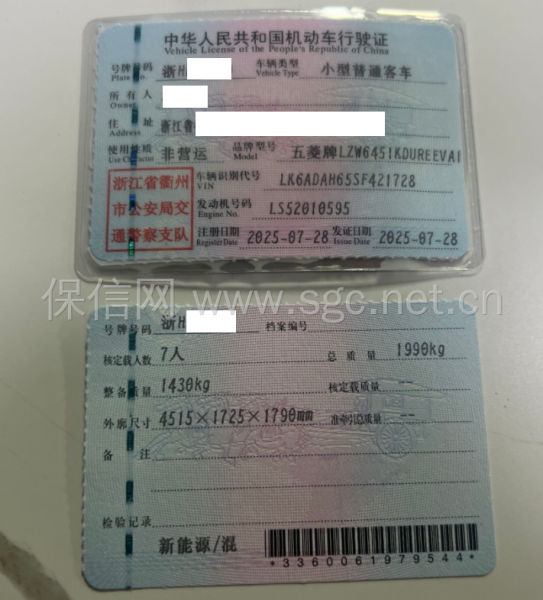 中华人民共和国机动车行驶证
Vehicle License of the People's Republic of China
号牌号码 浙H 车辆类型 小型普通客车
Plate No. Vehicle Type
所有人
Owner
住址 浙江省
Address
使用性质 非营运 品牌型号 五菱牌LZW6451KDUREEVA1
Use Character Model
浙江省衢州 车辆识别代号 LK6ADAH65SF421728
VIN
市公安局交 发动机号码 LS52010595
Engine No.
通警察支队 注册日期 2025-07-28 发证日期 2025-07-28
Register Date Issue Date
保信网 www.sgc.net.cn
号牌号码 浙H 档案编号
核定载人数 7人 总质量 1990kg
整备质量 1430kg 核定载质量 --
外廓尺寸 4515×1725×1790mm 准牵引总质量 --
备注
检验记录
新能源/混
*3360061979544*